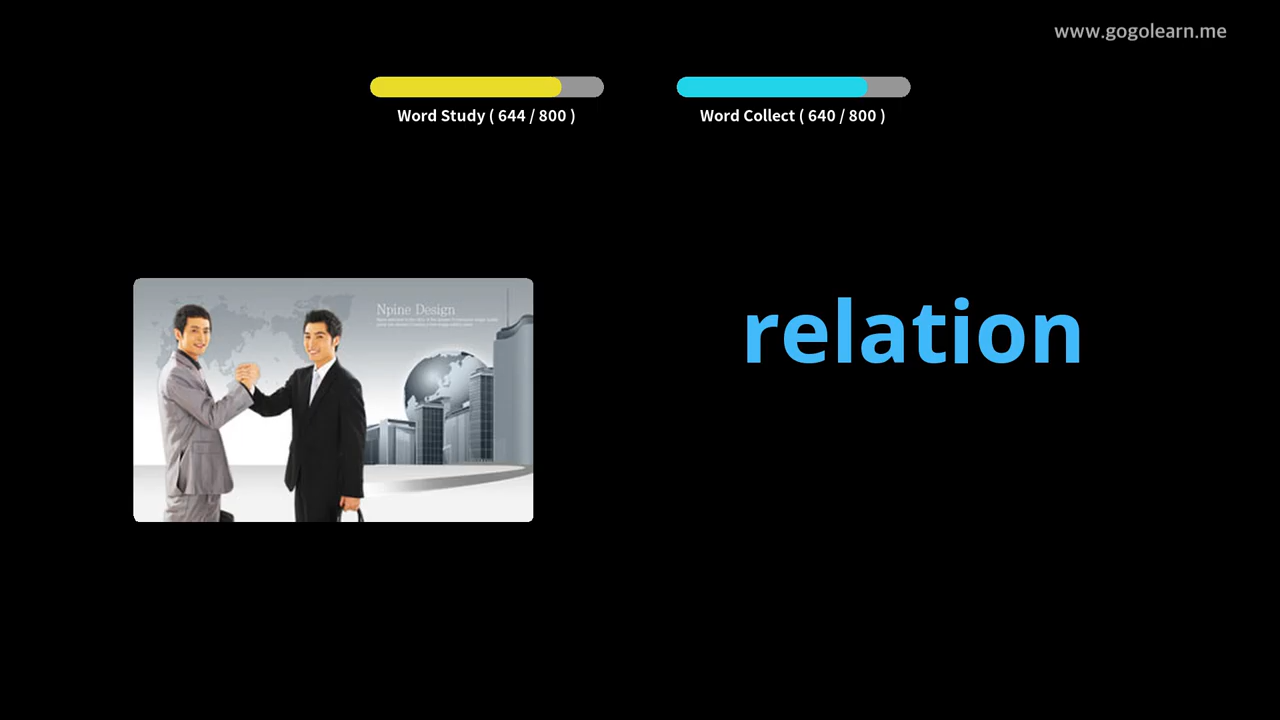 www.gogolearn.me
Word Study ( 644 / 800 )
Word Collect ( 640 / 800 )
Npine Design
relation